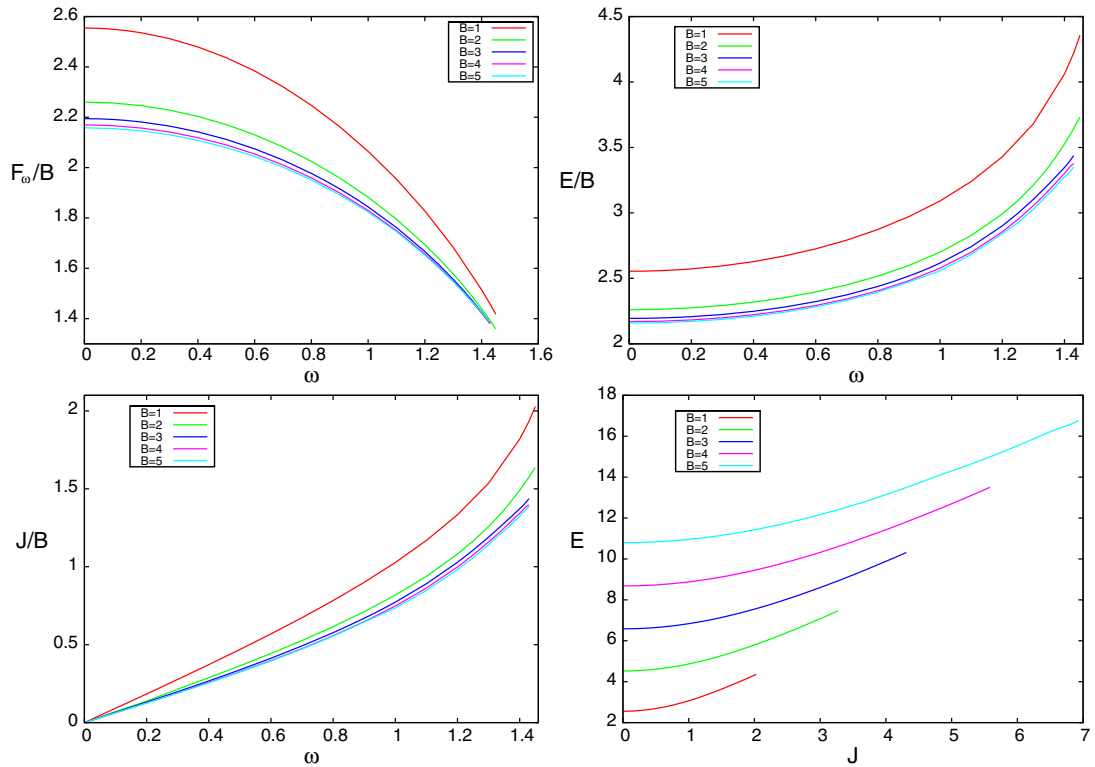 2.6
2.4
2.2
2
1.8
1.6
1.4
F_ω/B
0 0.2 0.4 0.6 0.8 1 1.2 1.4 1.6
ω
B=1
B=2
B=3
B=4
B=5
4.5
4
3.5
3
2.5
2
E/B
0 0.2 0.4 0.6 0.8 1 1.2 1.4
ω
B=1
B=2
B=3
B=4
B=5
2
1.5
1
0.5
0
J/B
0 0.2 0.4 0.6 0.8 1 1.2 1.4
ω
B=1
B=2
B=3
B=4
B=5
18
16
14
12
10
8
6
4
2
E
0 1 2 3 4 5 6 7
J
B=1
B=2
B=3
B=4
B=5